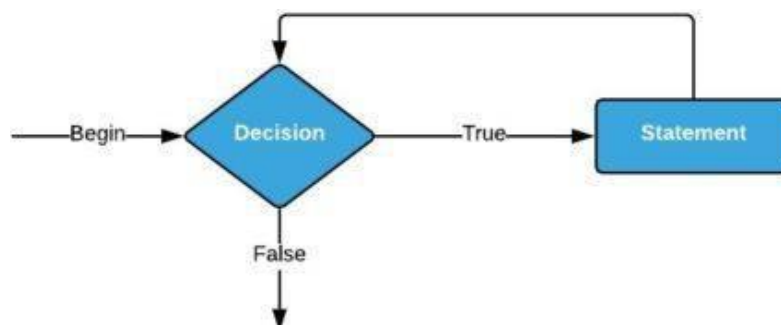 Begin
Decision
True
Statement
False